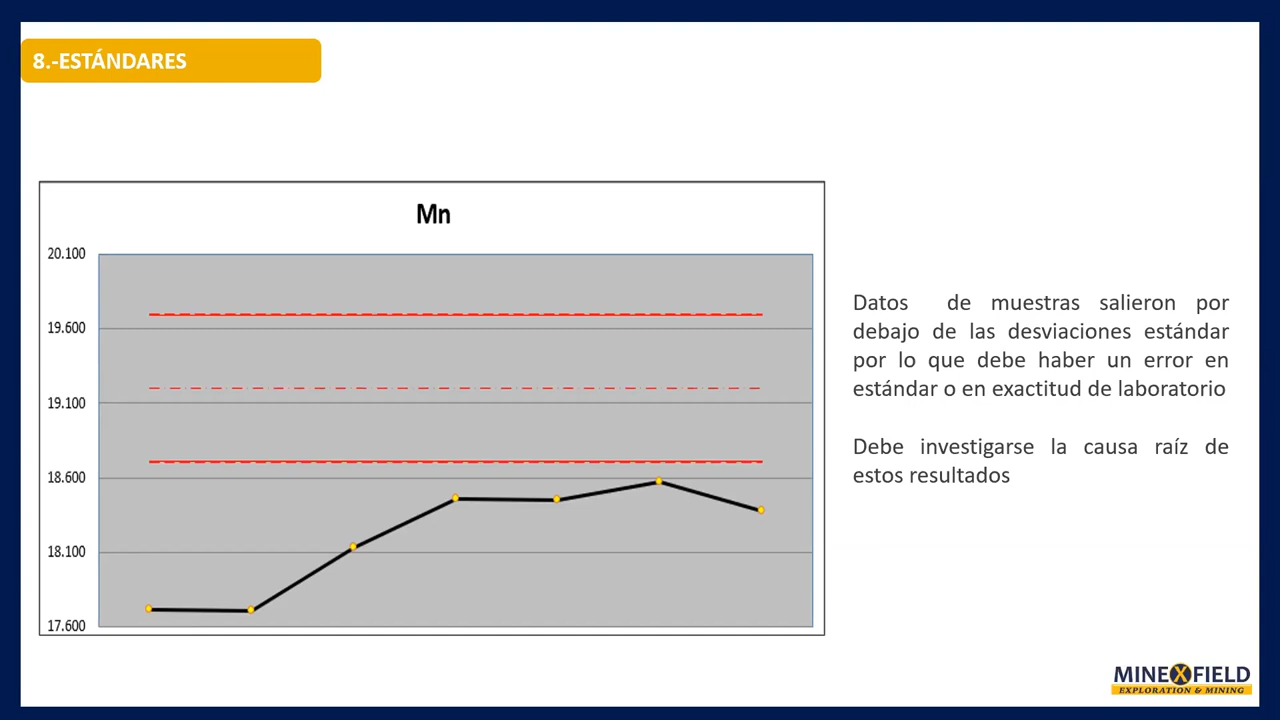 8.-ESTÁNDARES
Mn
20.100
19.600
19.100
18.600
18.100
17.600
Datos de muestras salieron por
debajo de las desviaciones estándar
por lo que debe haber un error en
estándar o en exactitud de laboratorio
Debe investigarse la causa raíz de
estos resultados
MINEXFIELD
EXPLORATION & MINING